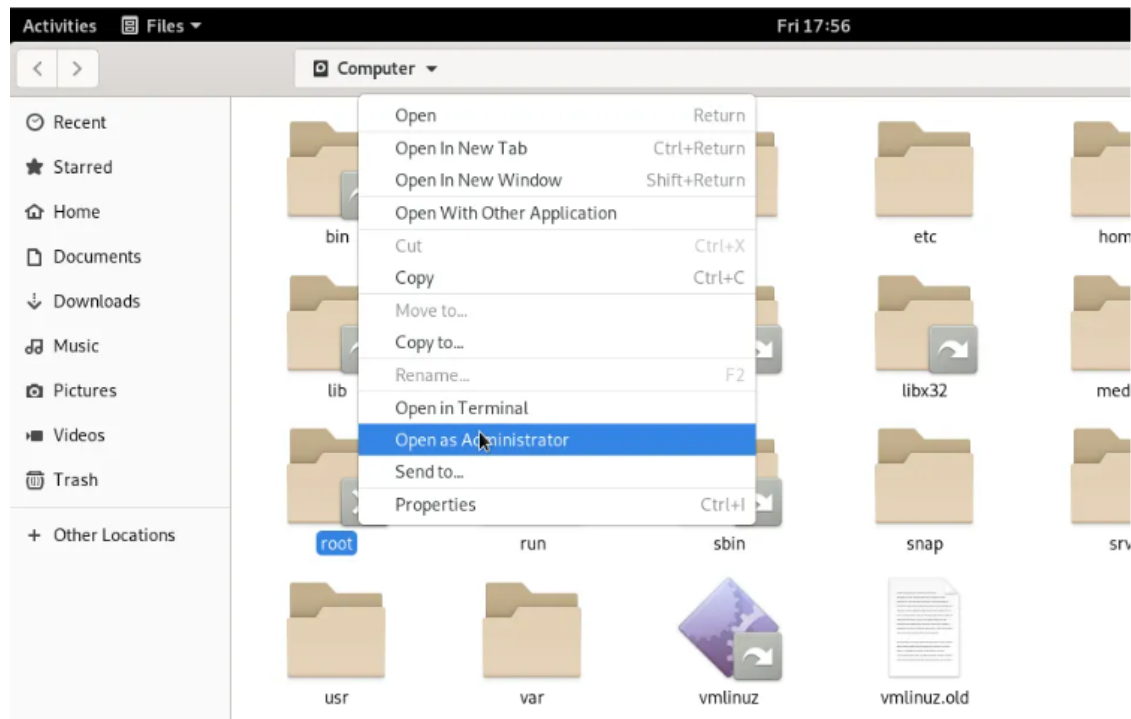 Activities Files Fri 17:56
Computer
Recent
Starred
Home
Documents
Downloads
Music
Pictures
Videos
Trash
+ Other Locations
Open Return
Open In New Tab Ctrl+Return
Open In New Window Shift+Return
Open With Other Application
Cut Ctrl+X
Copy Ctrl+C
Move to...
Copy to...
Rename... F2
Open in Terminal
Open as Administrator
Send to...
Properties Ctrl+I
bin etc hom
lib libx32 med
root run sbin snap srv
usr var vmlinuz vmlinuz.old